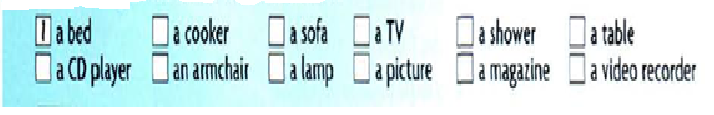 1 a bed a cooker a sofa a TV a shower a table
a CD player an armchair a lamp a picture a magazine a video recorder